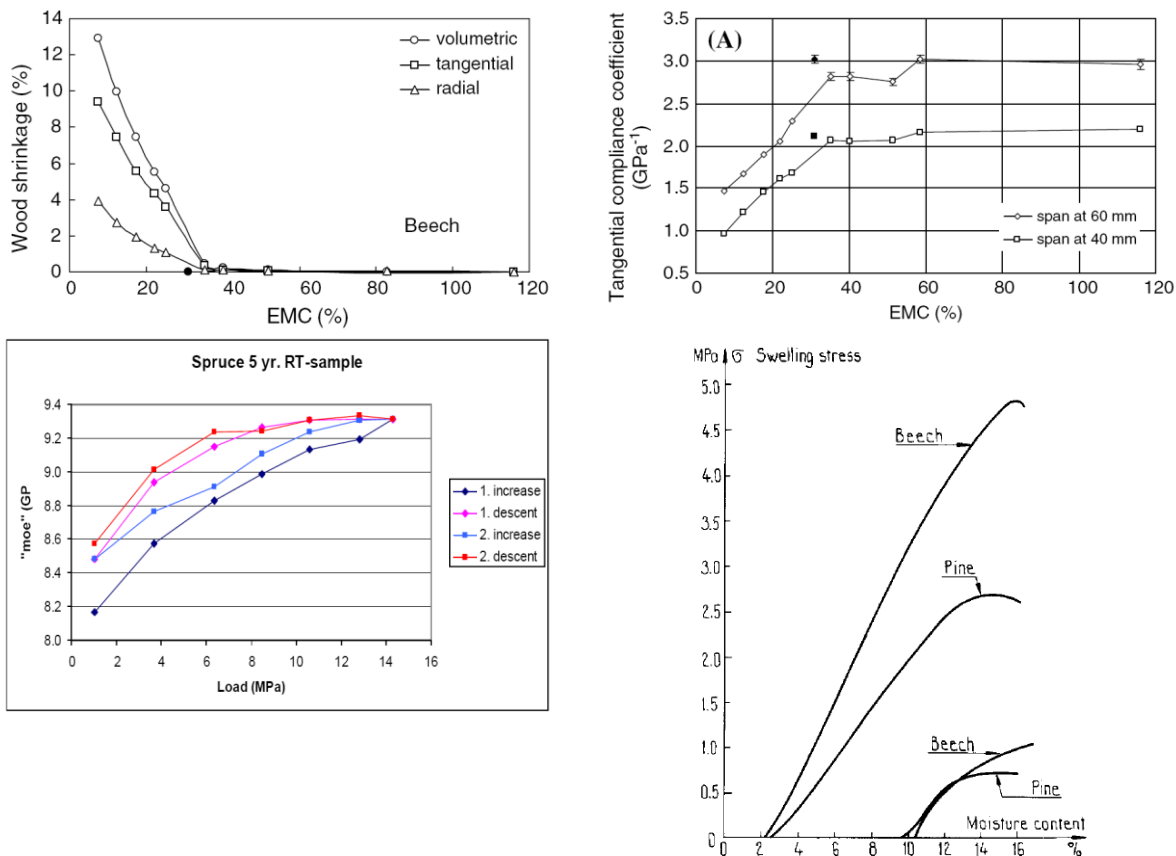 14
12
10
8
6
4
2
0
Wood shrinkage (%)
volumetric
tangential
radial
Beech
0 20 40 60 80 100 120
EMC (%)
(A)
3.5
3.0
2.5
2.0
1.5
1.0
0.5
Tangential compliance coefficient
(GPa-1)
span at 60 mm
span at 40 mm
0 20 40 60 80 100 120
EMC (%)
Spruce 5 yr. RT-sample
9.4
9.2
9.0
8.8
8.6
8.4
8.2
8.0
"moe" (GP
1. increase
1. descent
2. increase
2. descent
0 2 4 6 8 10 12 14 16
Load (MPa)
MPa σ Swelling stress
5.0
4.5
4.0
3.5
3.0
2.5
2.0
1.5
1.0
0.5
0
Beech
Pine
Beech
Pine
Moisture content
0 2 4 6 8 10 12 14 16 %